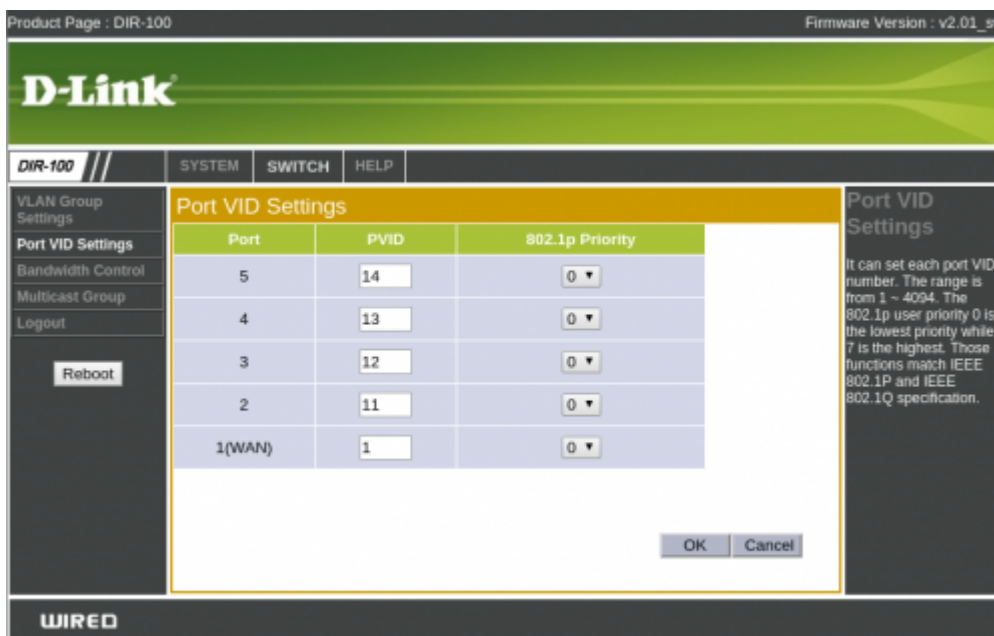 Product Page : DIR-100
Firmware Version : v2.01_
D-Link
DIR-100
SYSTEM
SWITCH
HELP
VLAN Group
Settings
Port VID Settings
Bandwidth Control
Multicast Group
Logout
Reboot
Port VID Settings
Port PVID 802.1p Priority
5 14 0
4 13 0
3 12 0
2 11 0
1(WAN) 1 0
OK Cancel
Port VID
Settings
It can set each port VID
number. The range is
from 1 ~ 4094. The
802.1p user priority 0 is
the lowest priority while
7 is the highest. Those
functions match IEEE
802.1P and IEEE
802.1Q specification.
WIRED